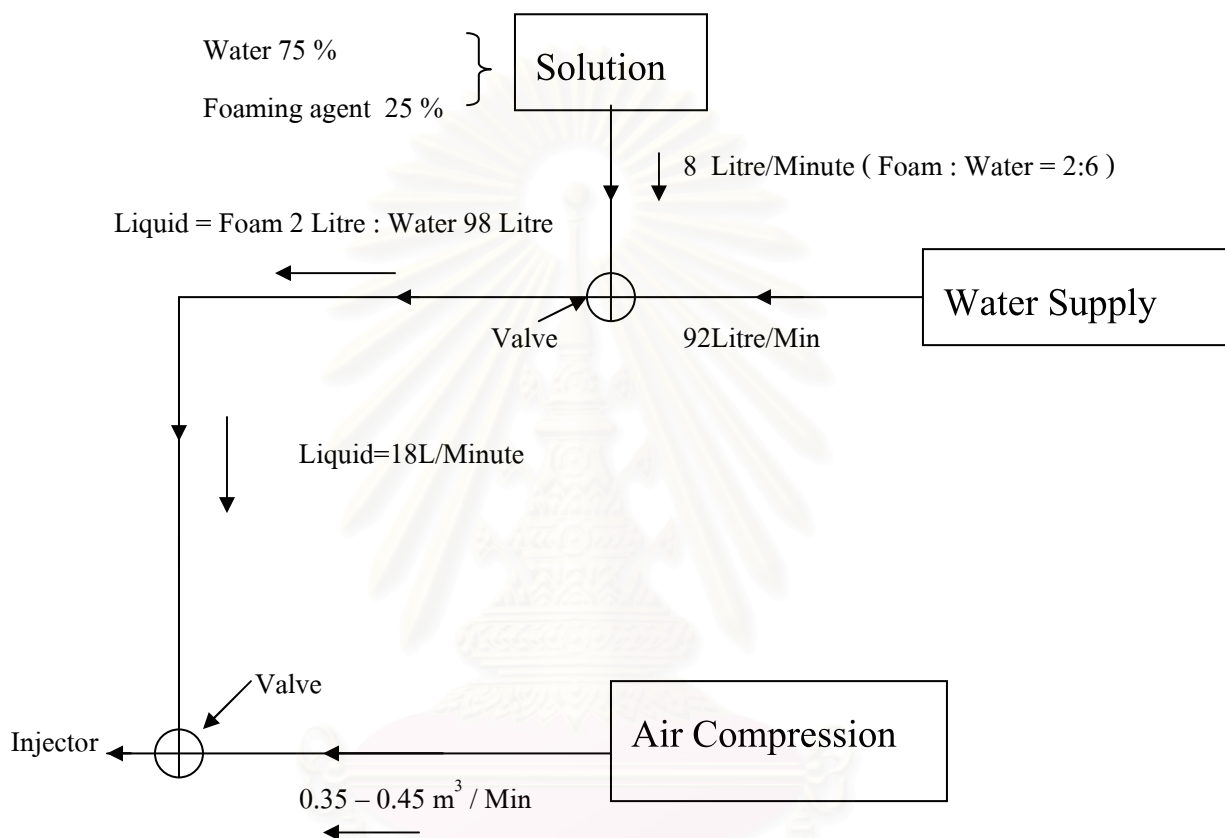 Water 75 %
Foaming agent  25 %
Solution
8  Litre/Minute ( Foam : Water = 2:6 )
Liquid = Foam 2 Litre : Water 98 Litre
Water Supply
Valve
92Litre/Min
Liquid=18L/Minute
Valve
Injector
Air Compression
0.35 – 0.45 m³ / Min